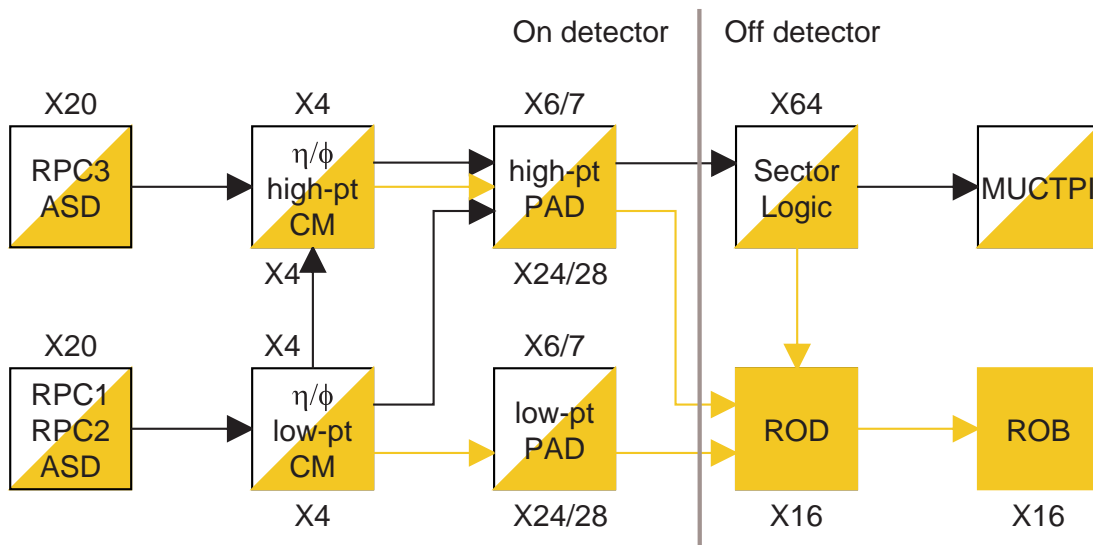 On detector
Off detector
X20
X4
X6/7
X64
RPC3
ASD
η/ϕ
high-pt
CM
high-pt
PAD
Sector
Logic
MUCTPI
X4
X24/28
X20
X4
X6/7
RPC1
RPC2
ASD
η/ϕ
low-pt
CM
low-pt
PAD
ROD
ROB
X4
X24/28
X16
X16